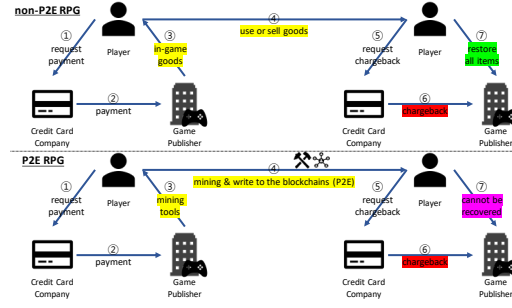 non-P2E RPG
①
request
payment
Player
③
in-game
goods
④
use or sell goods
⑤
request
chargeback
Player
⑦
restore
all items
②
payment
⑥
chargeback
Credit Card
Company
Game
Publisher
Credit Card
Company
Game
Publisher
P2E RPG
①
request
payment
Player
③
mining
tools
④
mining & write to the blockchains (P2E)
⑤
request
chargeback
Player
⑦
cannot be
recovered
②
payment
⑥
chargeback
Credit Card
Company
Game
Publisher
Credit Card
Company
Game
Publisher